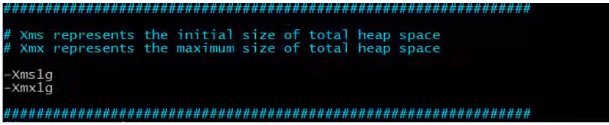 ################################################################
# Xms represents the initial size of total heap space
# Xmx represents the maximum size of total heap space
-Xms1g
-Xmx1g
################################################################